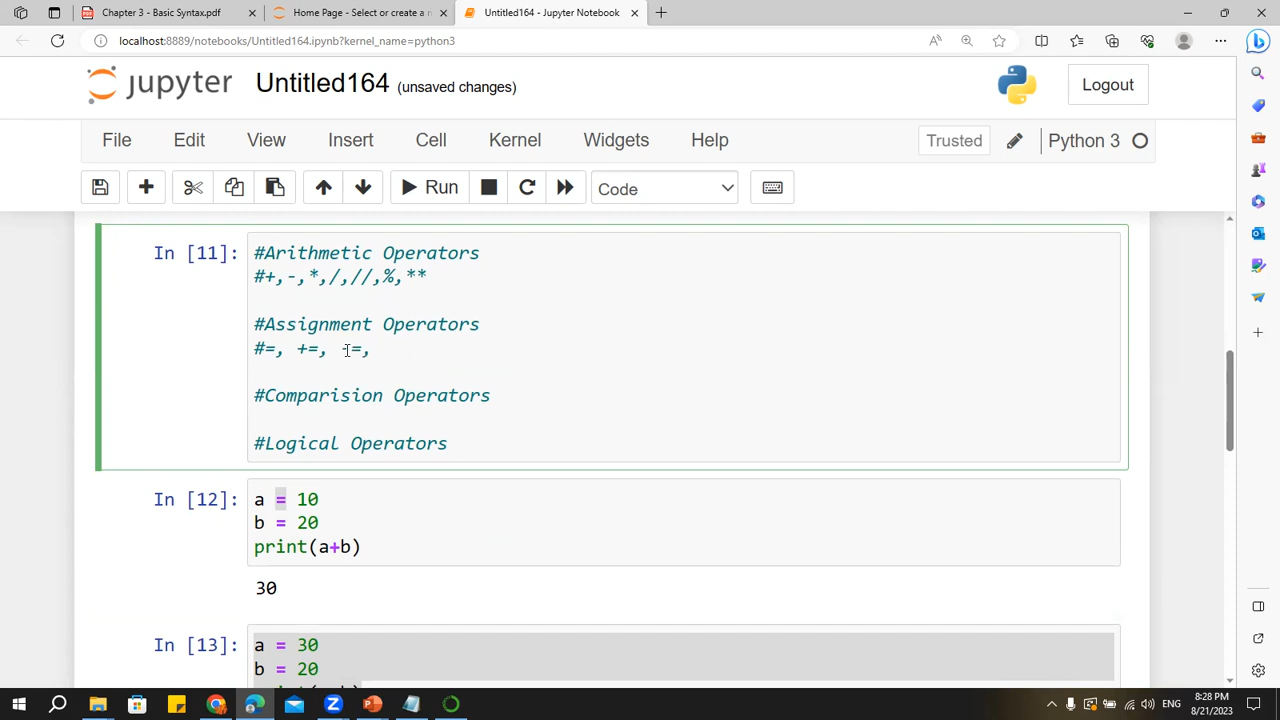 Chapter 3 - Basic Syntax.pdf
Home Page - Select or create a n
Untitled164 - Jupyter Notebook
localhost:8889/notebooks/Untitled164.ipynb?kernel_name=python3
jupyter Untitled164 (unsaved changes)
Logout
File Edit View Insert Cell Kernel Widgets Help
Trusted
Python 3
Run
Code
In [11]:
#Arithmetic Operators
#+,-,*,/,//,%,**
#Assignment Operators
#=, +=, -=,
#Comparision Operators
#Logical Operators
In [12]:
a = 10
b = 20
print(a+b)
30
In [13]:
a = 30
b = 20
ENG
8:28 PM
8/21/2023